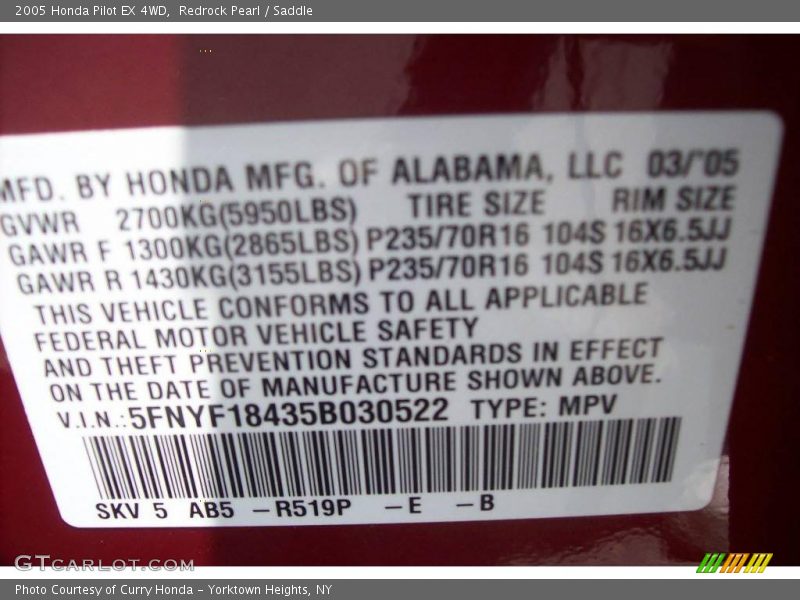 2005 Honda Pilot EX 4WD, Redrock Pearl / Saddle
MFD. BY HONDA MFG. OF ALABAMA, LLC 03/'05
GVWR 2700KG(5950LBS) TIRE SIZE RIM SIZE
GAWR F 1300KG(2865LBS) P235/70R16 104S 16X6.5JJ
GAWR R 1430KG(3155LBS) P235/70R16 104S 16X6.5JJ
THIS VEHICLE CONFORMS TO ALL APPLICABLE
FEDERAL MOTOR VEHICLE SAFETY
AND THEFT PREVENTION STANDARDS IN EFFECT
ON THE DATE OF MANUFACTURE SHOWN ABOVE.
V.I.N.:5FNYF18435B030522 TYPE: MPV
SKV 5 AB5 -R519P -E -B
GTCARLOT.COM
Photo Courtesy of Curry Honda - Yorktown Heights, NY